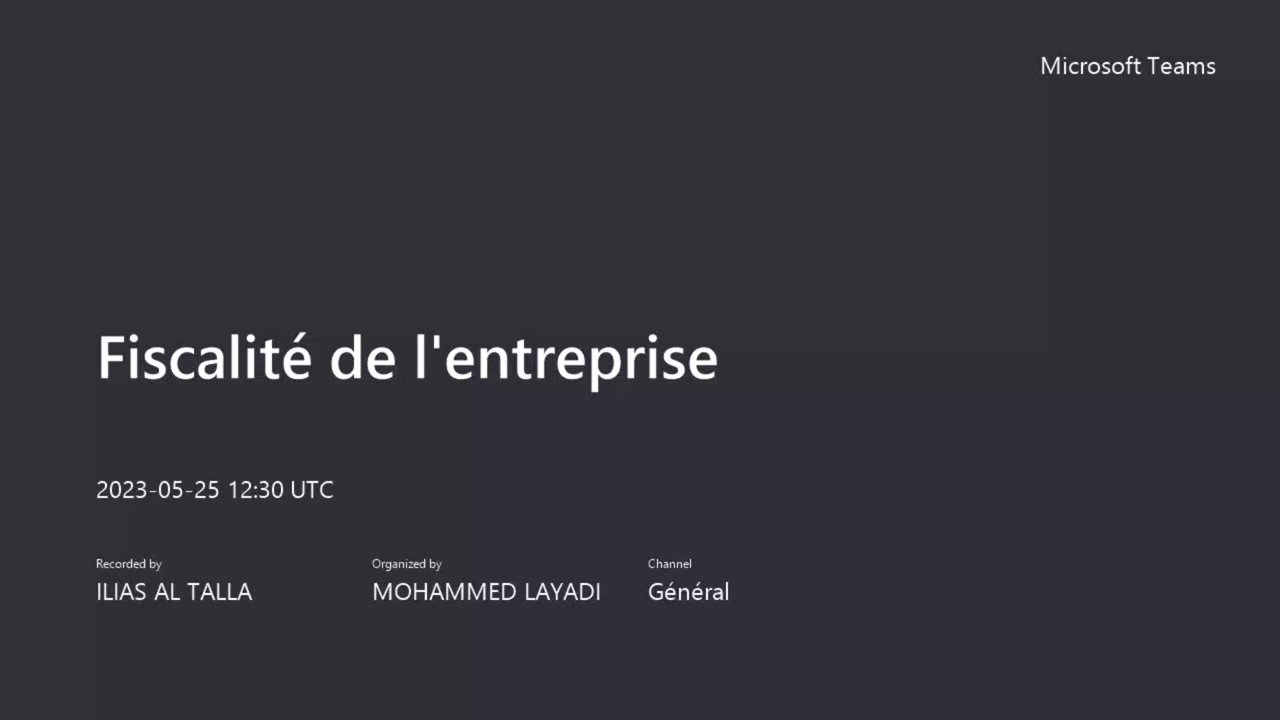 Microsoft Teams
Fiscalité de l'entreprise
2023-05-25 12:30 UTC
Recorded by
ILIAS AL TALLA
Organized by
MOHAMMED LAYADI
Channel
Général